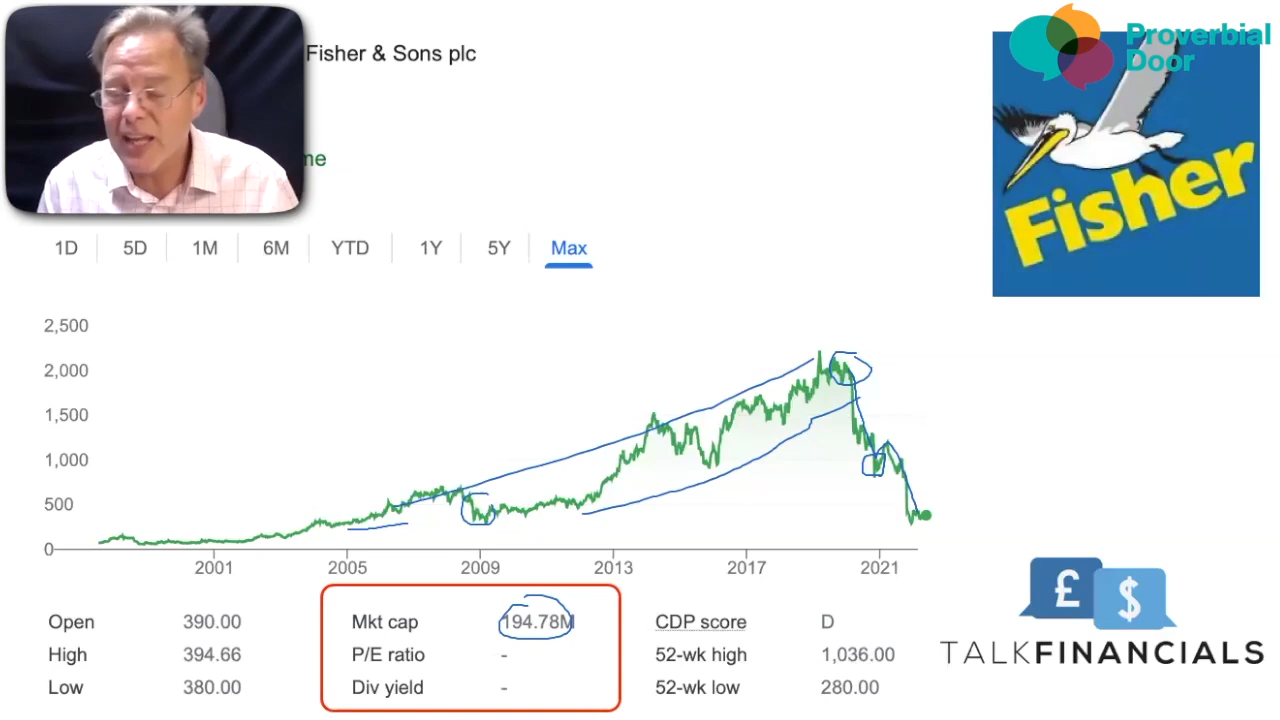 Fisher & Sons plc
Proverbial
Door
me
Fisher
1D 5D 1M 6M YTD 1Y 5Y Max
2,500
2,000
1,500
1,000
500
0
2001 2005 2009 2013 2017 2021
Open 390.00 Mkt cap 194.78M CDP score D
High 394.66 P/E ratio - 52-wk high 1,036.00
Low 380.00 Div yield - 52-wk low 280.00
£ $
TALKFINANCIALS